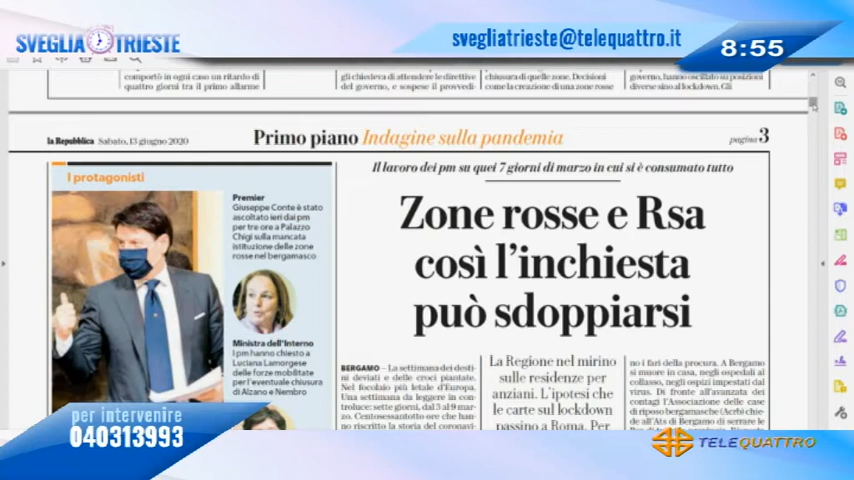 SVEGLIA TRIESTE
svegliatrieste@telequattro.it
8:55
comportò in ogni caso un ritardo di
quattro giorni tra il primo allarme
gli chiedeva di attendere le direttive
del governo, e sospese il provvedi-
chiusura di quelle zone. Decisioni
come la creazione di una zone rosse
governo, hanno oscillato su posizioni
diverse sino al lockdown. Gli
la Repubblica Sabato, 13 giugno 2020
Primo piano Indagine sulla pandemia
pagina 3
I protagonisti
Premier
Giuseppe Conte è stato
ascoltato ieri dai pm
per tre ore a Palazzo
Chigi sulla mancata
istituzione delle zone
rosse nel bergamasco
Ministra dell'Interno
I pm hanno chiesto a
Luciana Lamorgese
delle forze mobilitate
per l'eventuale chiusura
di Alzano e Nembro
Il lavoro dei pm su quei 7 giorni di marzo in cui si è consumato tutto
Zone rosse e Rsa
così l'inchiesta
può sdoppiarsi
BERGAMO – La settimana dei desti-
ni deviati e delle croci piantate.
Nel focolaio più letale d'Europa.
Una settimana da leggere in con-
troluce: sette giorni, dal 3 al 9 mar-
zo. Centosessantotto ore che han-
no riscritto la storia del coronavi-
La Regione nel mirino
sulle residenze per
anziani. L'ipotesi che
le carte sul lockdown
passino a Roma. Per
no i fari della procura. A Bergamo
si muore in casa, negli ospedali al
collasso, negli ospizi impestati dal
virus. Di fronte all'avanzata dei
contagi l'Associazione delle case
di riposo bergamasche (Acrb) chie-
de all'Ats di Bergamo di serrare le
per intervenire
040313993
TELEQUATTRO